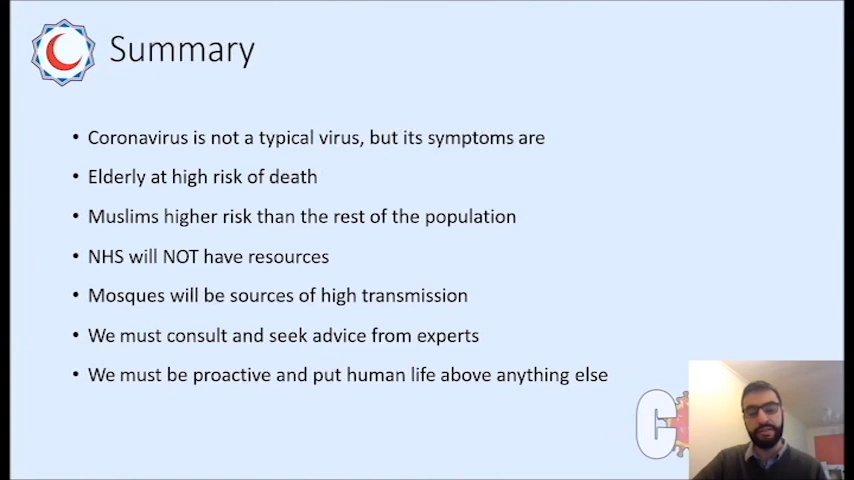 Summary
• Coronavirus is not a typical virus, but its symptoms are
• Elderly at high risk of death
• Muslims higher risk than the rest of the population
• NHS will NOT have resources
• Mosques will be sources of high transmission
• We must consult and seek advice from experts
• We must be proactive and put human life above anything else
C